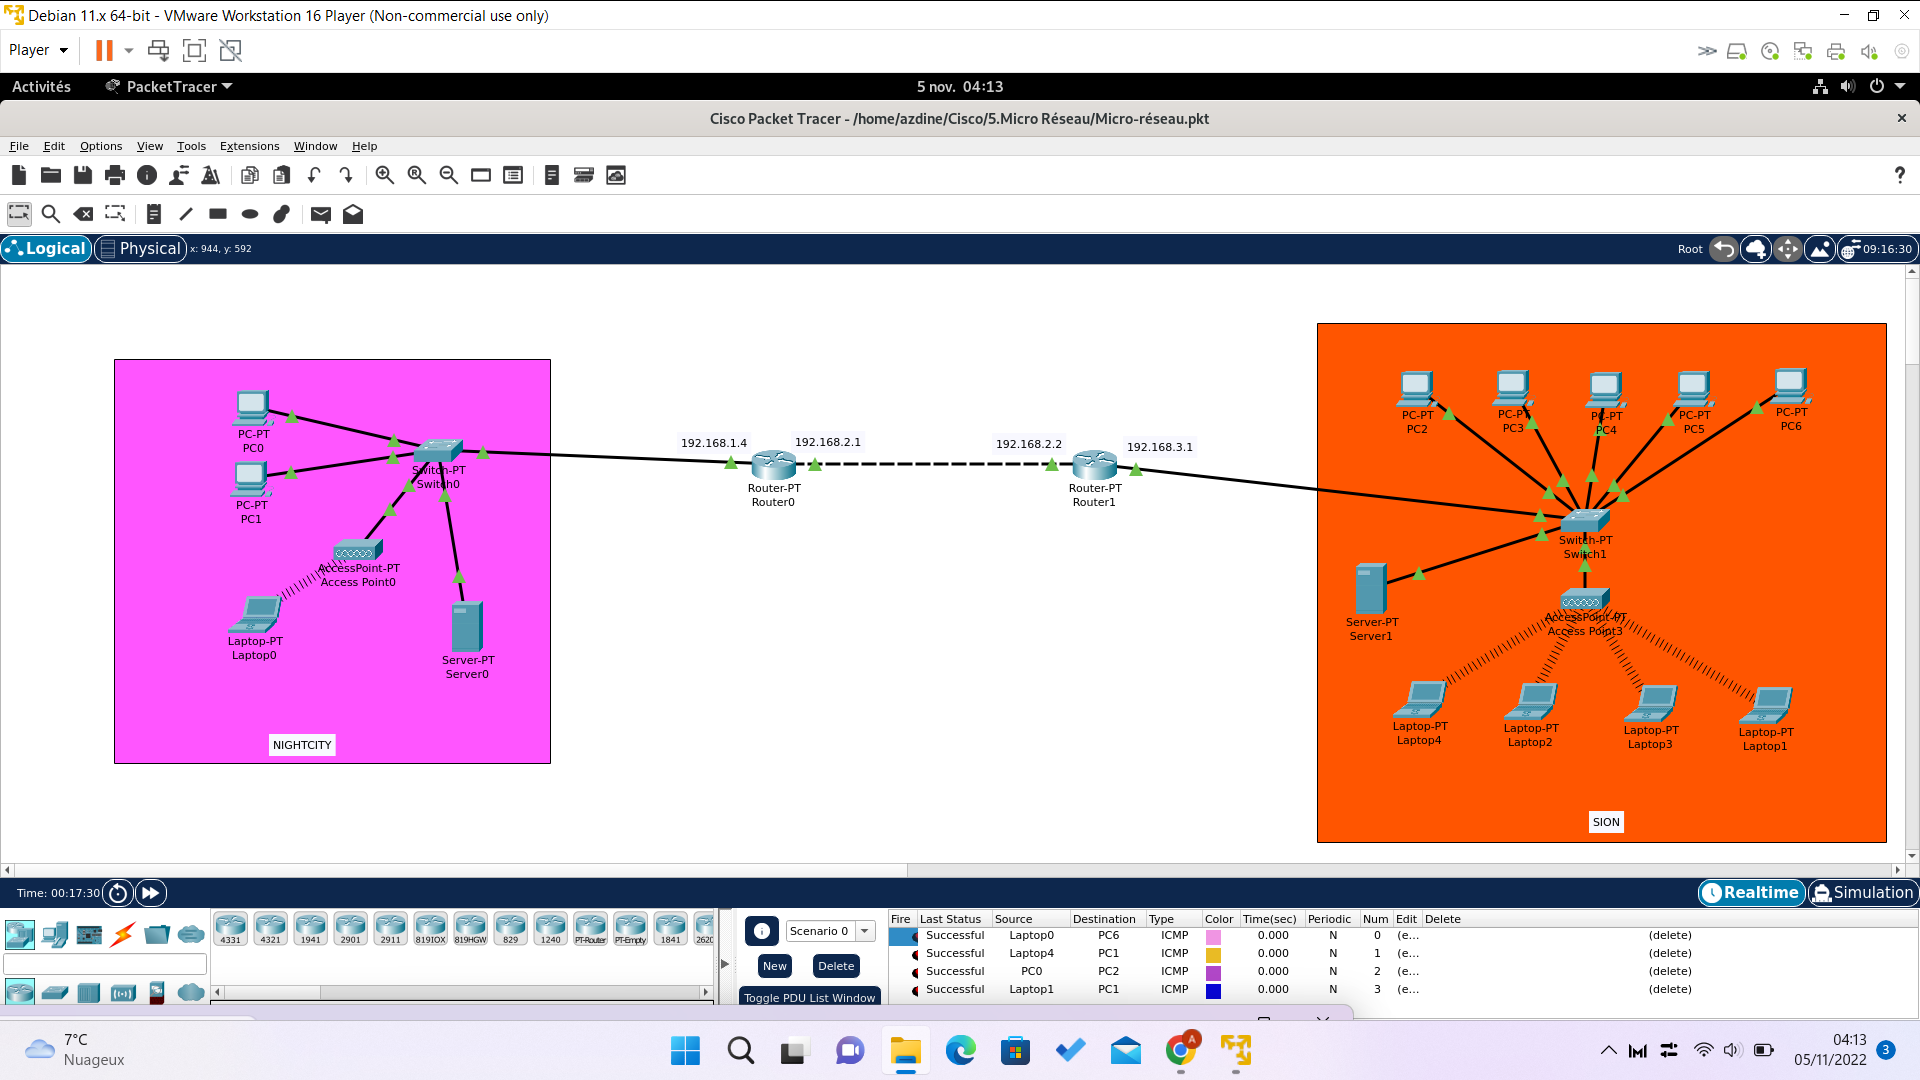 Debian 11.x 64-bit - VMware Workstation 16 Player (Non-commercial use only)
Player
Activités
PacketTracer
5 nov. 04:13
Cisco Packet Tracer - /home/azdine/Cisco/5.Micro Réseau/Micro-réseau.pkt
File Edit Options View Tools Extensions Window Help
Logical
Physical
x: 944, y: 592
Root
09:16:30
PC-PT
PC0
PC-PT
PC1
Switch-PT
Switch0
AccessPoint-PT
Access Point0
Laptop-PT
Laptop0
Server-PT
Server0
NIGHTCITY
192.168.1.4
192.168.2.1
Router-PT
Router0
192.168.2.2
192.168.3.1
Router-PT
Router1
PC-PT
PC2
PC-PT
PC3
PC-PT
PC4
PC-PT
PC5
PC-PT
PC6
Switch-PT
Switch1
Server-PT
Server1
AccessPoint-PT
Access Point3
Laptop-PT
Laptop4
Laptop-PT
Laptop2
Laptop-PT
Laptop3
Laptop-PT
Laptop1
SION
Time: 00:17:30
Realtime
Simulation
4331 4321 1941 2901 2911 819IOX 819HGW 829 1240 PT-Router PT-Empty 1841 2620
Scenario 0
New
Delete
Toggle PDU List Window
Fire Last Status Source Destination Type Color Time(sec) Periodic Num Edit Delete
Successful Laptop0 PC6 ICMP 0.000 N 0 (e... (delete)
Successful Laptop4 PC1 ICMP 0.000 N 1 (e... (delete)
Successful PC0 PC2 ICMP 0.000 N 2 (e... (delete)
Successful Laptop1 PC1 ICMP 0.000 N 3 (e... (delete)
7°C
Nuageux
A
04:13
05/11/2022
3